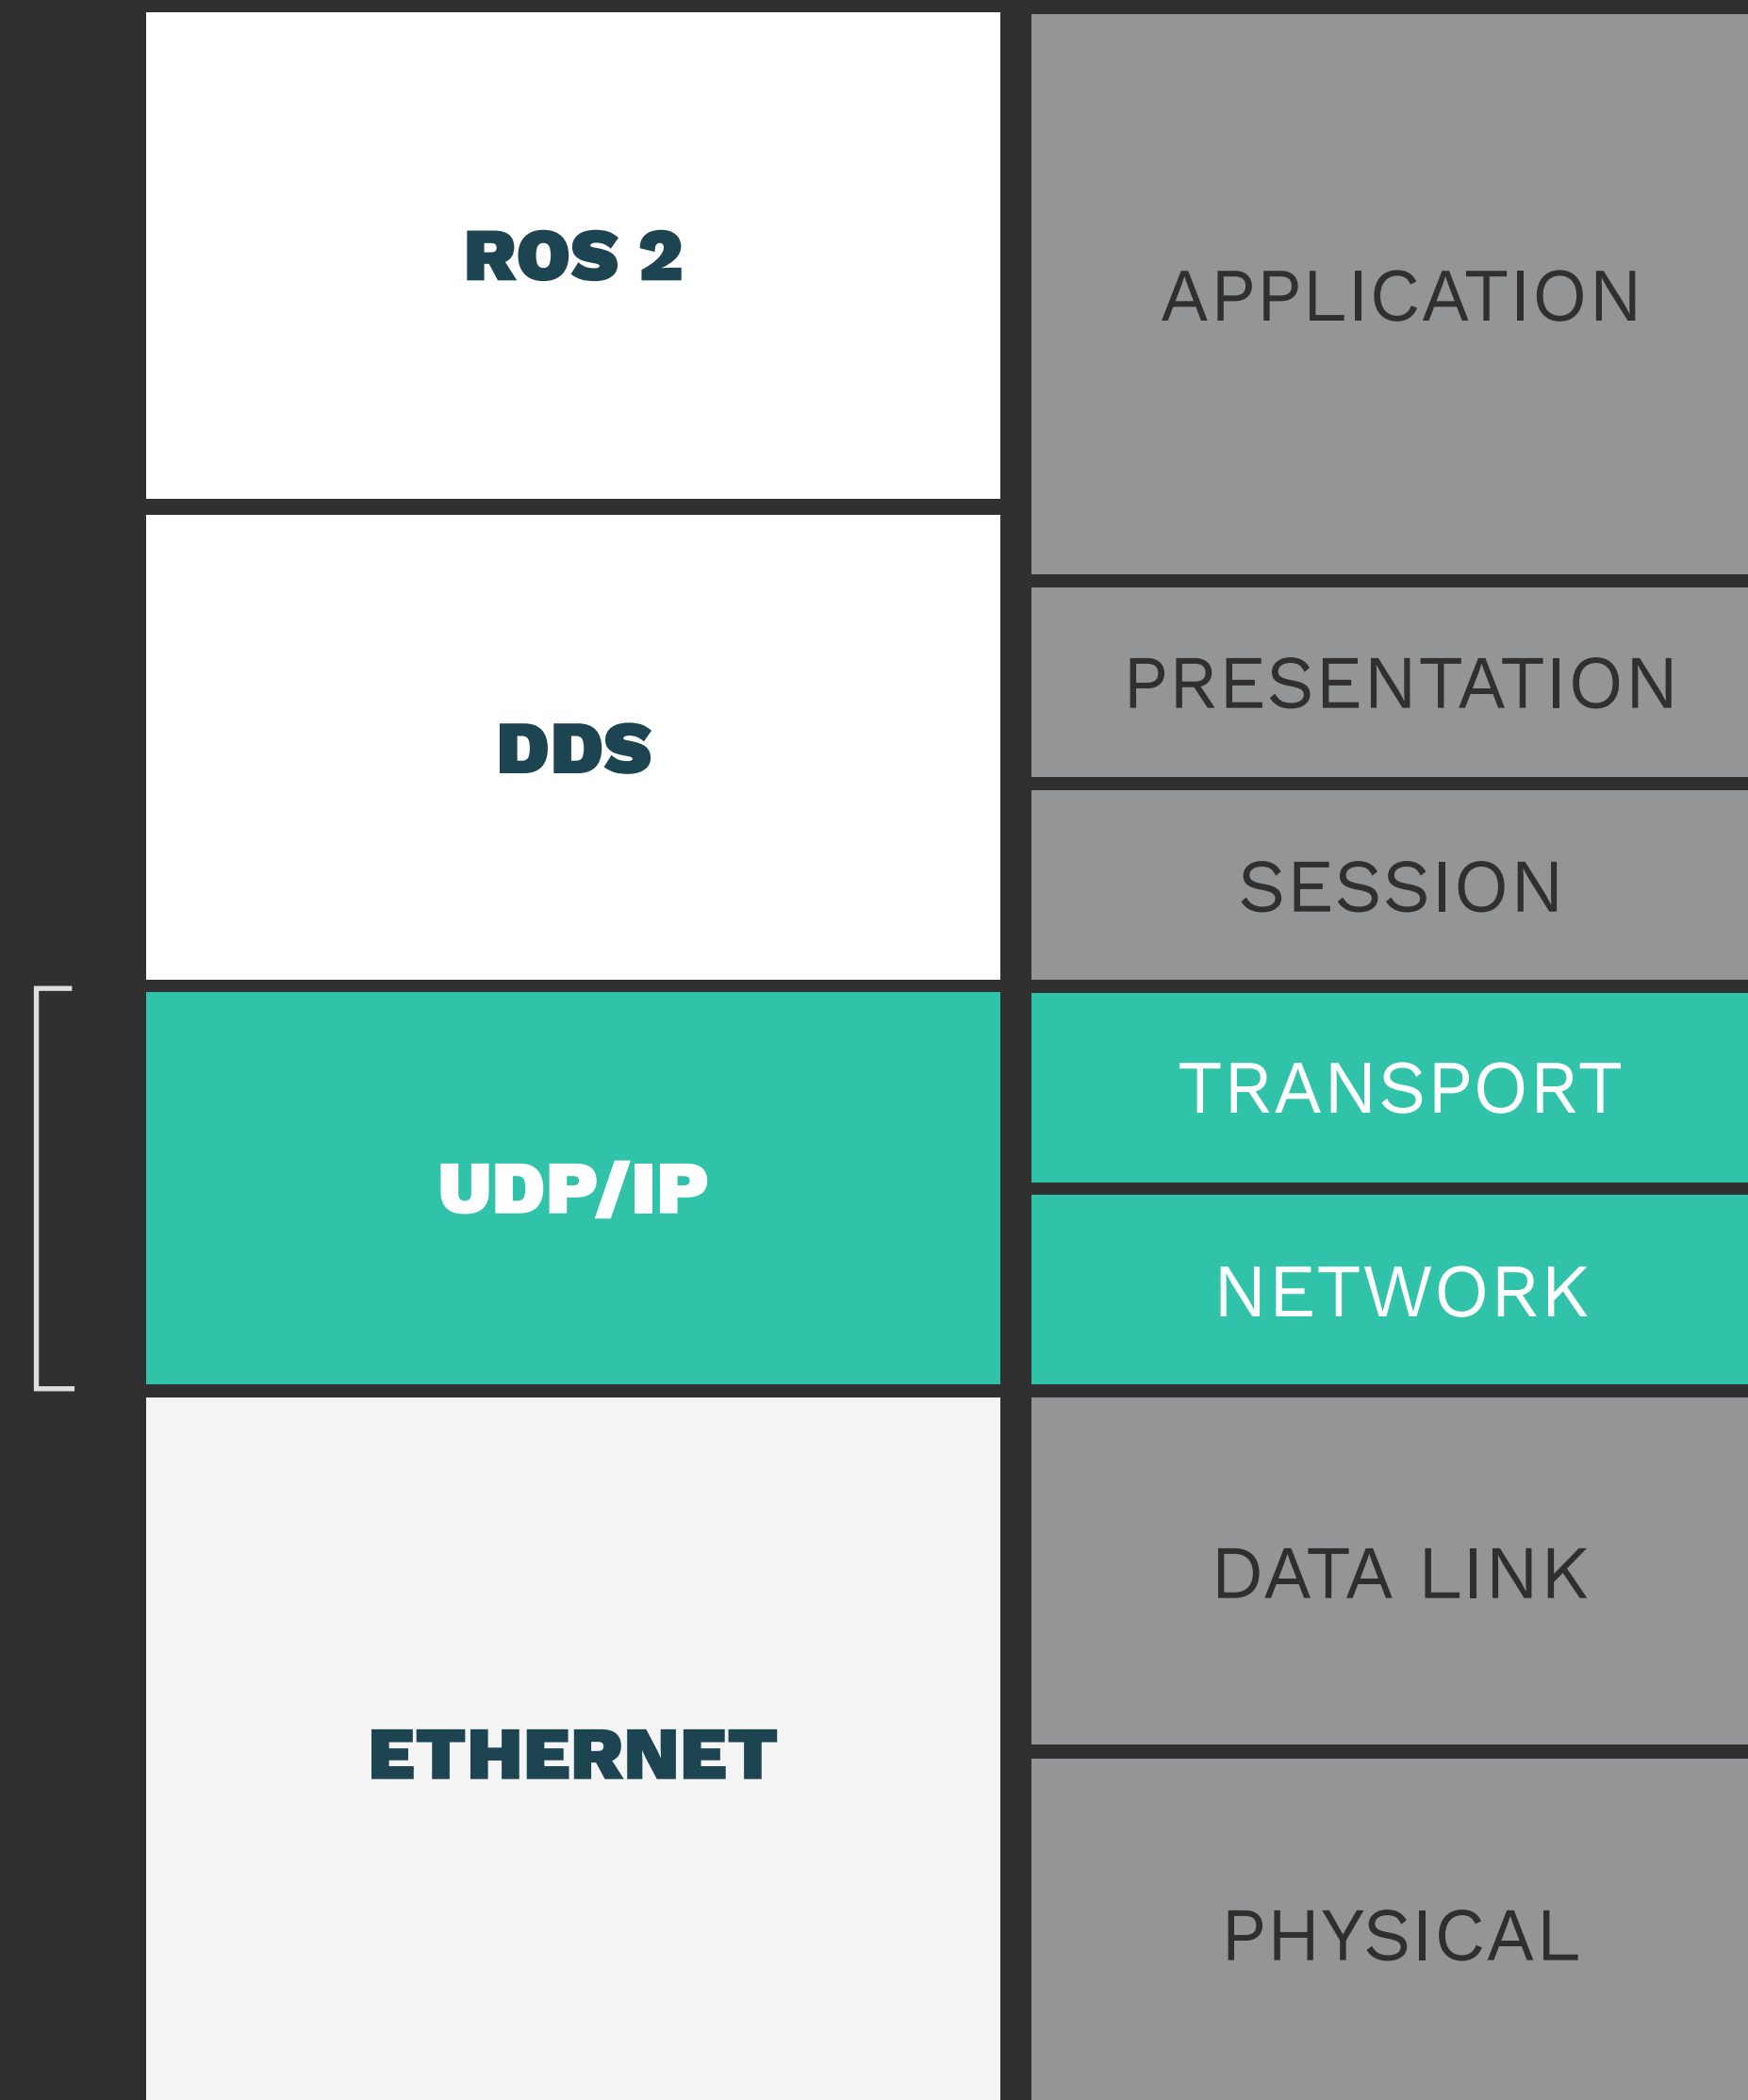 ROS 2
APPLICATION
PRESENTATION
DDS
SESSION
TRANSPORT
UDP/IP
NETWORK
DATA LINK
ETHERNET
PHYSICAL